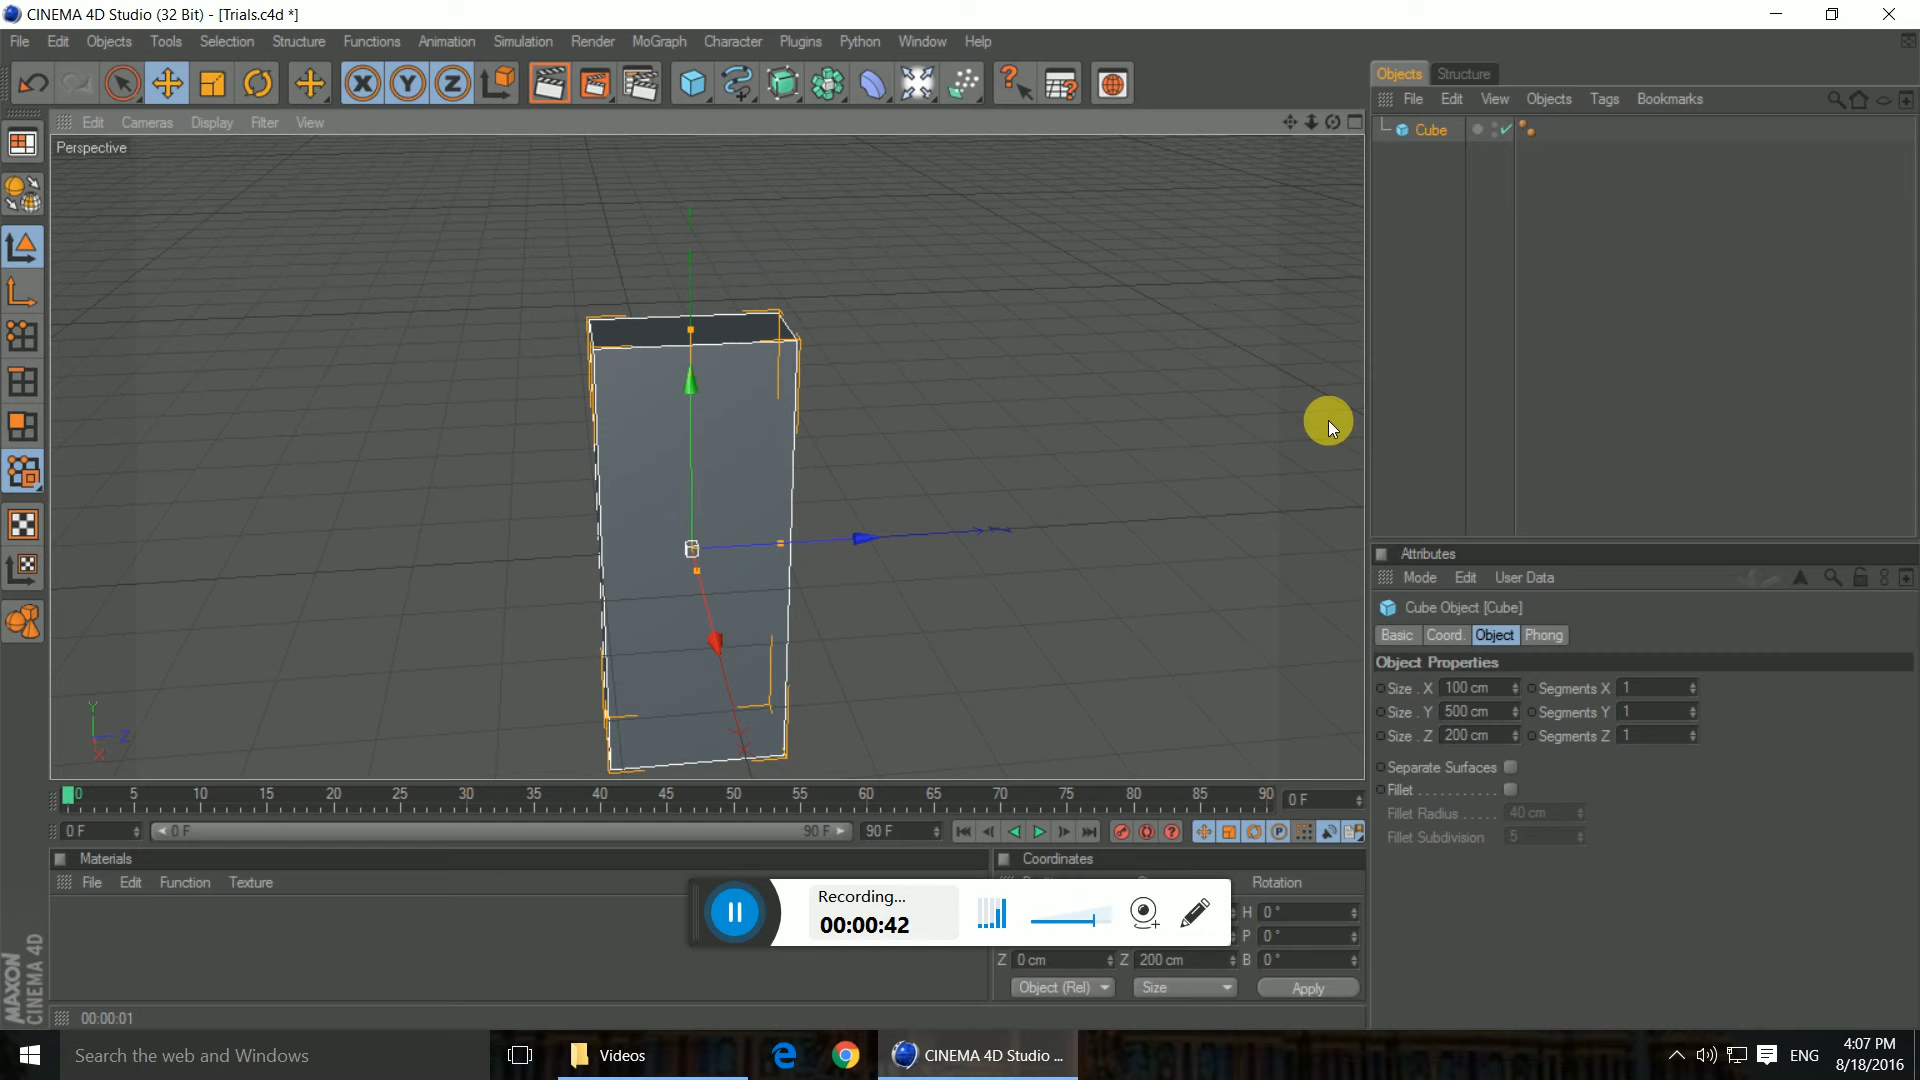 CINEMA 4D Studio (32 Bit) - [Trials.c4d *]
File Edit Objects Tools Selection Structure Functions Animation Simulation Render MoGraph Character Plugins Python Window Help
Objects Structure
File Edit View Objects Tags Bookmarks
Edit Cameras Display Filter View
Perspective
Cube
Y
Z
X
Attributes
Mode Edit User Data
Cube Object [Cube]
Basic Coord. Object Phong
Object Properties
Size . X 100 cm Segments X 1
Size . Y 500 cm Segments Y 1
Size . Z 200 cm Segments Z 1
Separate Surfaces
Fillet . . . . . . . . . . .
Fillet Radius . . . . . 40 cm
Fillet Subdivision 5
0 5 10 15 20 25 30 35 40 45 50 55 60 65 70 75 80 85 90 0 F
0 F 0 F 90 F 90 F
Materials
File Edit Function Texture
Coordinates
Rotation
Recording...
00:00:42
H 0 °
P 0 °
Z 0 cm Z 200 cm B 0 °
Object (Rel) Size Apply
MAXON
CINEMA 4D
00:00:01
Search the web and Windows
Videos
CINEMA 4D Studio ...
ENG
4:07 PM
8/18/2016